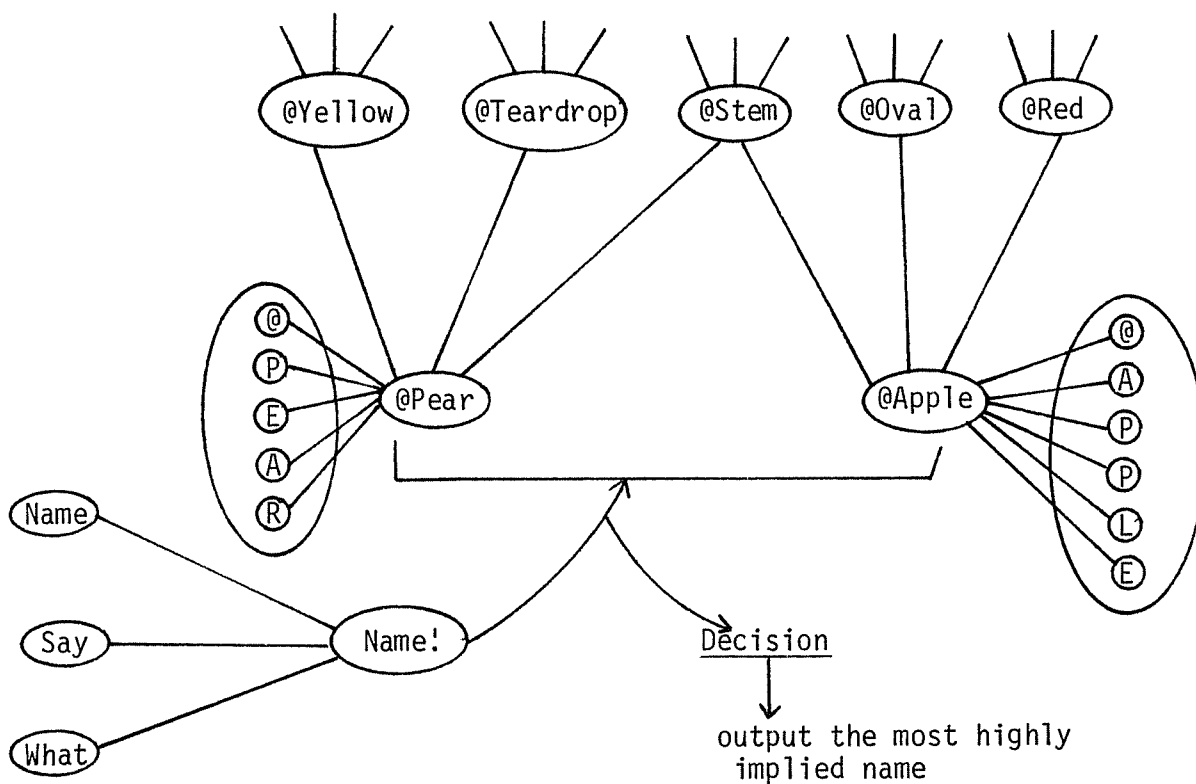 @Yellow
@Teardrop
@Stem
@Oval
@Red
@Pear
@Apple
@
P
E
A
R
@
A
P
P
L
E
Name
Say
What
Name!
Decision
output the most highly
implied name